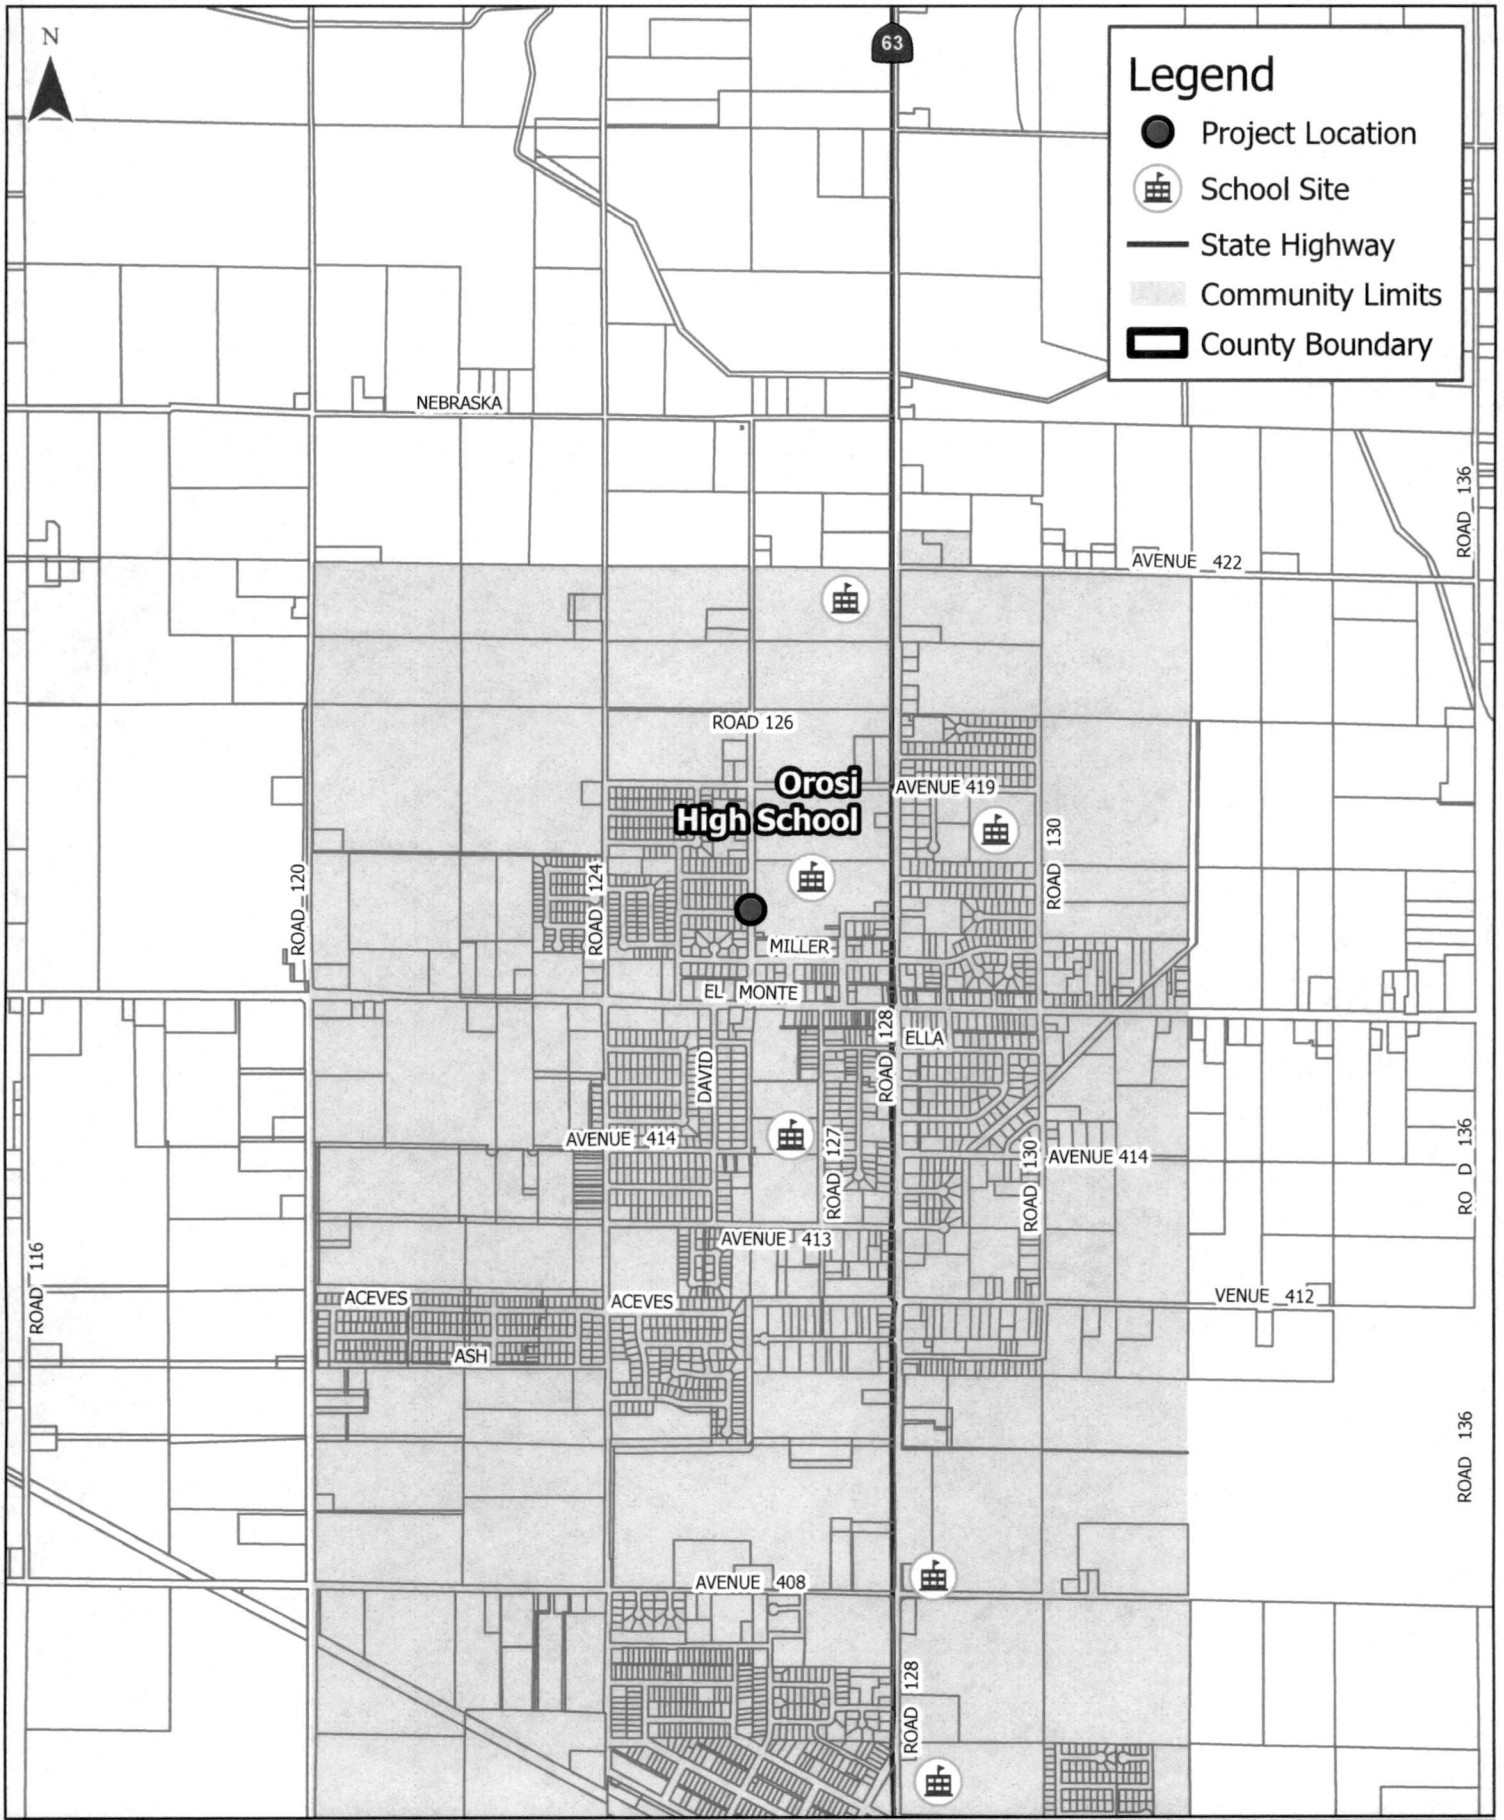 N
63
Legend
Project Location
School Site
State Highway
Community Limits
County Boundary
NEBRASKA
ROAD 136
AVENUE 422
ROAD 126
Orosi
High School
AVENUE 419
ROAD 120
ROAD 124
ROAD 130
MILLER
EL MONTE
ROAD 128
ELLA
DAVID
AVENUE 414
ROAD 127
ROAD 130
AVENUE 414
RO D 136
ROAD 116
AVENUE 413
ACEVES
ACEVES
VENUE 412
ASH
ROAD 136
AVENUE 408
ROAD 128